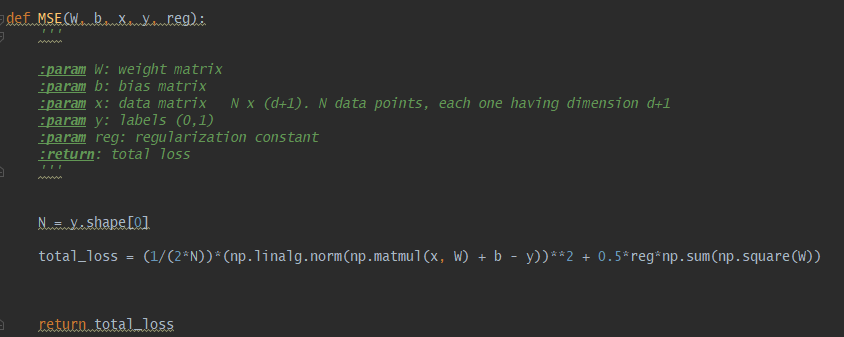 def MSE(W, b, x, y, reg):
'''
:param W: weight matrix
:param b: bias matrix
:param x: data matrix   N x (d+1). N data points, each one having dimension d+1
:param y: labels (0,1)
:param reg: regularization constant
:return: total loss
'''
N = y.shape[0]
total_loss = (1/(2*N))*(np.linalg.norm(np.matmul(x, W) + b - y))**2 + 0.5*reg*np.sum(np.square(W))
return total_loss